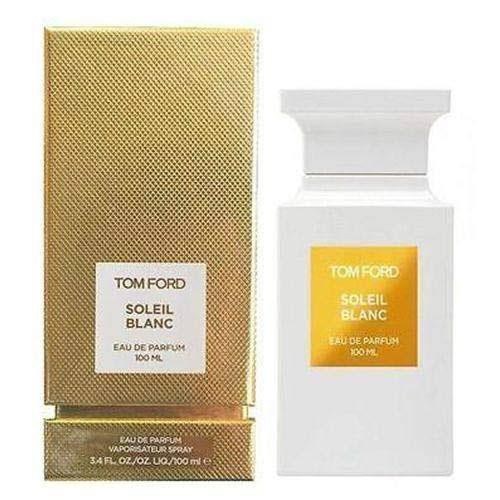 TOM FORD
SOLEIL
BLANC
EAU DE PARFUM
100 ML
EAU DE PARFUM
VAPORISATEUR SPRAY
3.4 FL. OZ./OZ. LIQ./100 ml ℮
TOM FORD
SOLEIL
BLANC
EAU DE PARFUM
100 ML